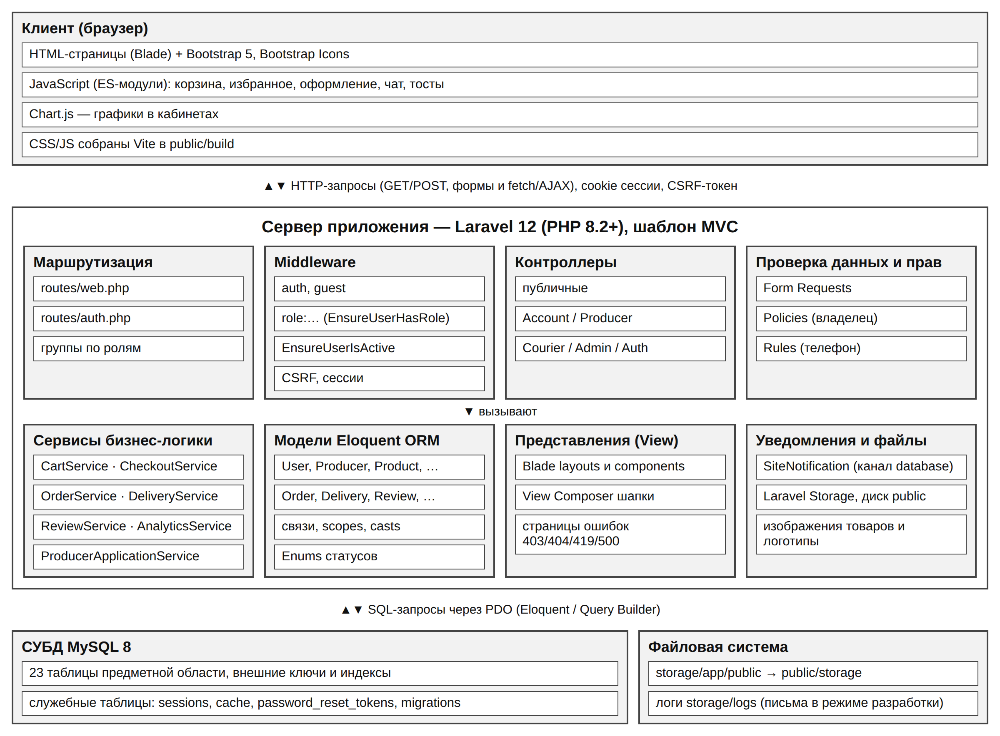 Клиент (браузер)
HTML-страницы (Blade) + Bootstrap 5, Bootstrap Icons
JavaScript (ES-модули): корзина, избранное, оформление, чат, тосты
Chart.js — графики в кабинетах
CSS/JS собраны Vite в public/build
▲▼ HTTP-запросы (GET/POST, формы и fetch/AJAX), cookie сессии, CSRF-токен
Сервер приложения — Laravel 12 (PHP 8.2+), шаблон MVC
Маршрутизация
routes/web.php
routes/auth.php
группы по ролям
Middleware
auth, guest
role:… (EnsureUserHasRole)
EnsureUserIsActive
CSRF, сессии
Контроллеры
публичные
Account / Producer
Courier / Admin / Auth
Проверка данных и прав
Form Requests
Policies (владелец)
Rules (телефон)
▼ вызывают
Сервисы бизнес-логики
CartService · CheckoutService
OrderService · DeliveryService
ReviewService · AnalyticsService
ProducerApplicationService
Модели Eloquent ORM
User, Producer, Product, …
Order, Delivery, Review, …
связи, scopes, casts
Enums статусов
Представления (View)
Blade layouts и components
View Composer шапки
страницы ошибок
403/404/419/500
Уведомления и файлы
SiteNotification (канал database)
Laravel Storage, диск public
изображения товаров и
логотипы
▲▼ SQL-запросы через PDO (Eloquent / Query Builder)
СУБД MySQL 8
23 таблицы предметной области, внешние ключи и индексы
служебные таблицы: sessions, cache, password_reset_tokens, migrations
Файловая система
storage/app/public → public/storage
логи storage/logs (письма в режиме разработки)